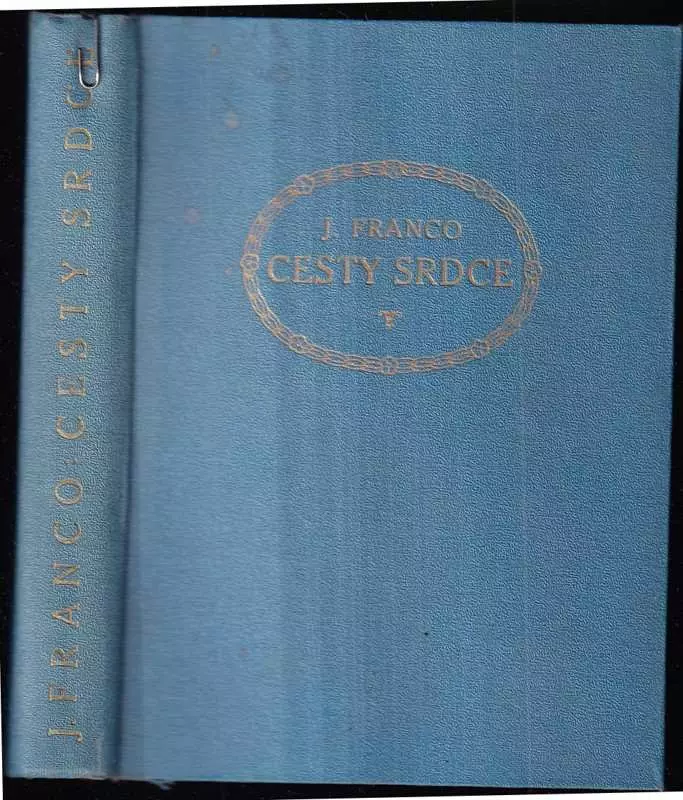 J. FRANCO : CESTY SRDCE
J. FRANCO
CESTY SRDCE